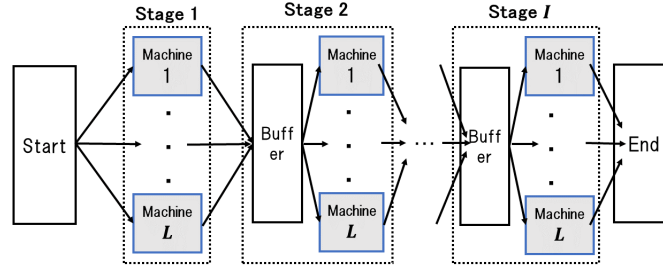 Stage 1
Stage 2
Stage I
Start
Machine
1
Machine
L
Buff
er
Machine
1
Machine
L
...
Buff
er
Machine
1
Machine
L
End